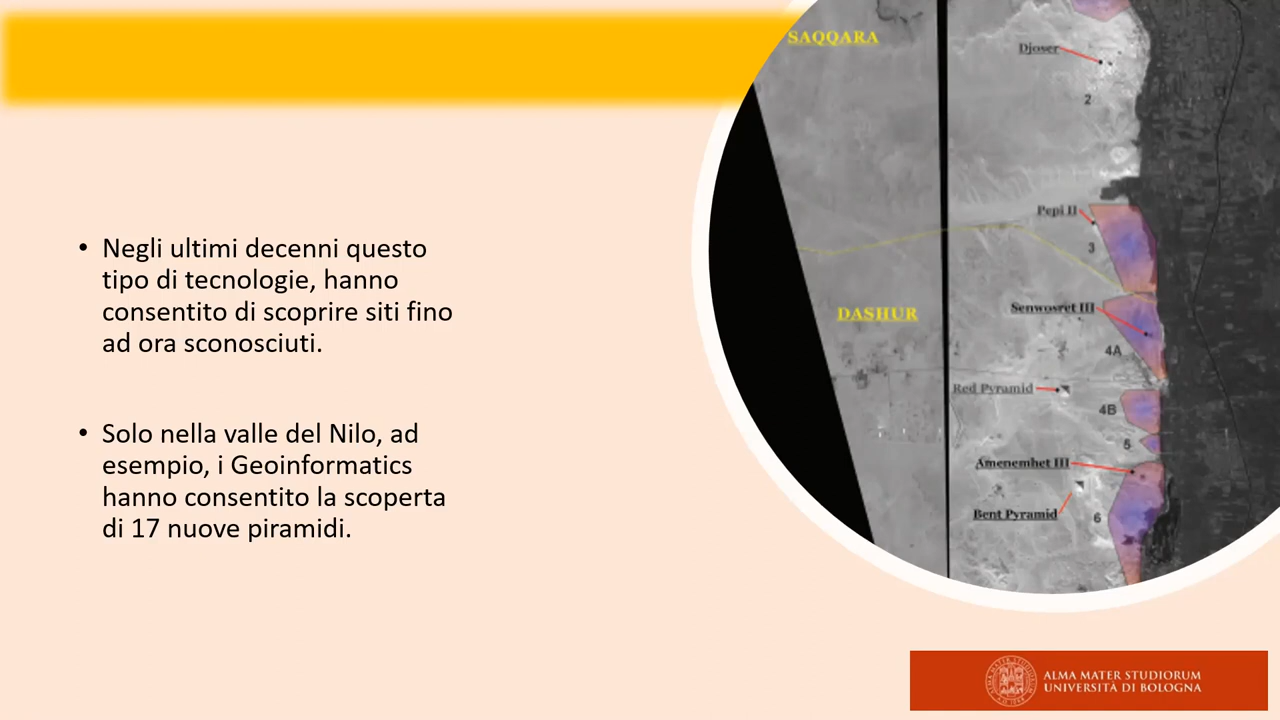 • Negli ultimi decenni questo
tipo di tecnologie, hanno
consentito di scoprire siti fino
ad ora sconosciuti.
• Solo nella valle del Nilo, ad
esempio, i Geoinformatics
hanno consentito la scoperta
di 17 nuove piramidi.
SAQQARA
Djoser
2
Pepi II
3
Senwosret III
DASHUR
4A
Red Pyramid
4B
5
Amenemhet III
Bent Pyramid
6
ALMA MATER STUDIORUM
UNIVERSITÀ DI BOLOGNA